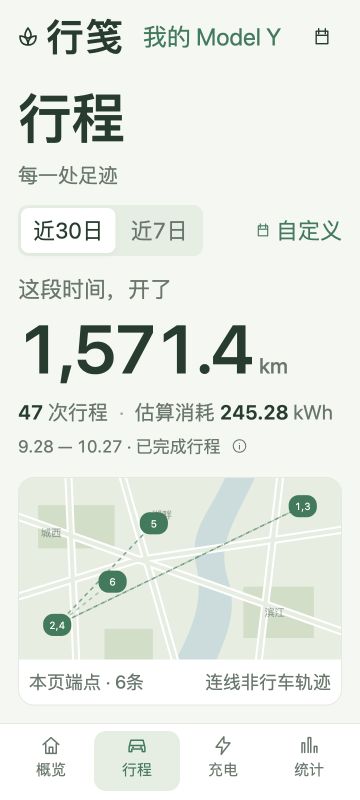 行笺 我的 Model Y
行程
每一处足迹
近30日 近7日 自定义
这段时间，开了
1,571.4 km
47 次行程 · 估算消耗 245.28 kWh
9.28 — 10.27 · 已完成行程
1,3
5
城西
6
滨江
2,4
本页端点 · 6条 连线非行车轨迹
概览 行程 充电 统计